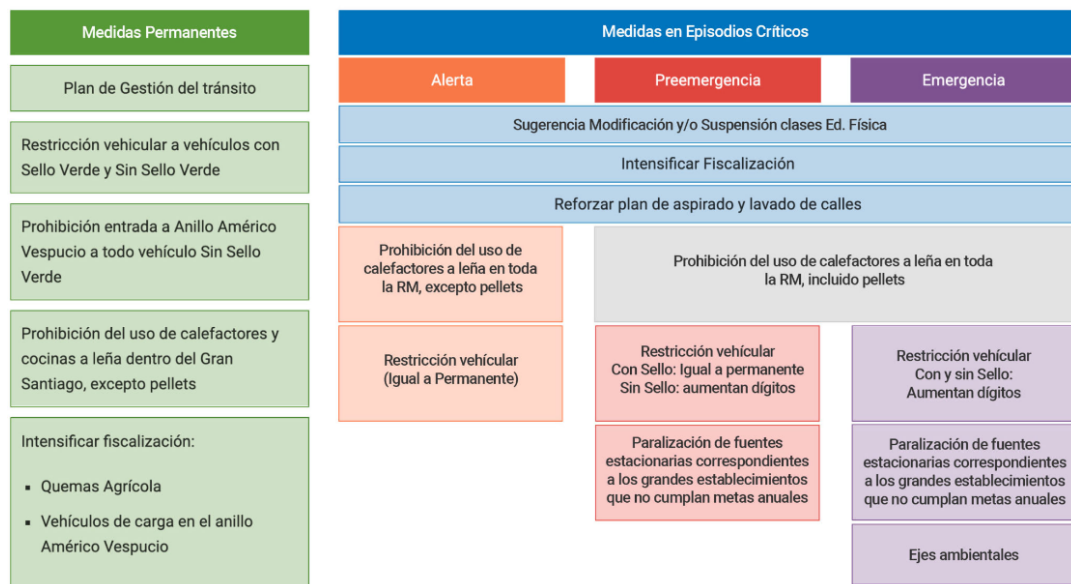 Medidas Permanentes
Plan de Gestión del tránsito
Restricción vehicular a vehículos con
Sello Verde y Sin Sello Verde
Prohibición entrada a Anillo Américo
Vespucio a todo vehículo Sin Sello
Verde
Prohibición del uso de calefactores y
cocinas a leña dentro del Gran
Santiago, excepto pellets
Intensificar fiscalización:
▪ Quemas Agrícola
▪ Vehículos de carga en el anillo
Américo Vespucio
Medidas en Episodios Críticos
Alerta
Preemergencia
Emergencia
Sugerencia Modificación y/o Suspensión clases Ed. Física
Intensificar Fiscalización
Reforzar plan de aspirado y lavado de calles
Prohibición del uso de
calefactores a leña en toda
la RM, excepto pellets
Prohibición del uso de calefactores a leña en toda
la RM, incluido pellets
Restricción vehícular
(Igual a Permanente)
Restricción vehícular
Con Sello: Igual a permanente
Sin Sello: aumentan dígitos
Restricción vehícular
Con y sin Sello:
Aumentan dígitos
Paralización de fuentes
estacionarias correspondientes
a los grandes establecimientos
que no cumplan metas anuales
Paralización de fuentes
estacionarias correspondientes
a los grandes establecimientos
que no cumplan metas anuales
Ejes ambientales